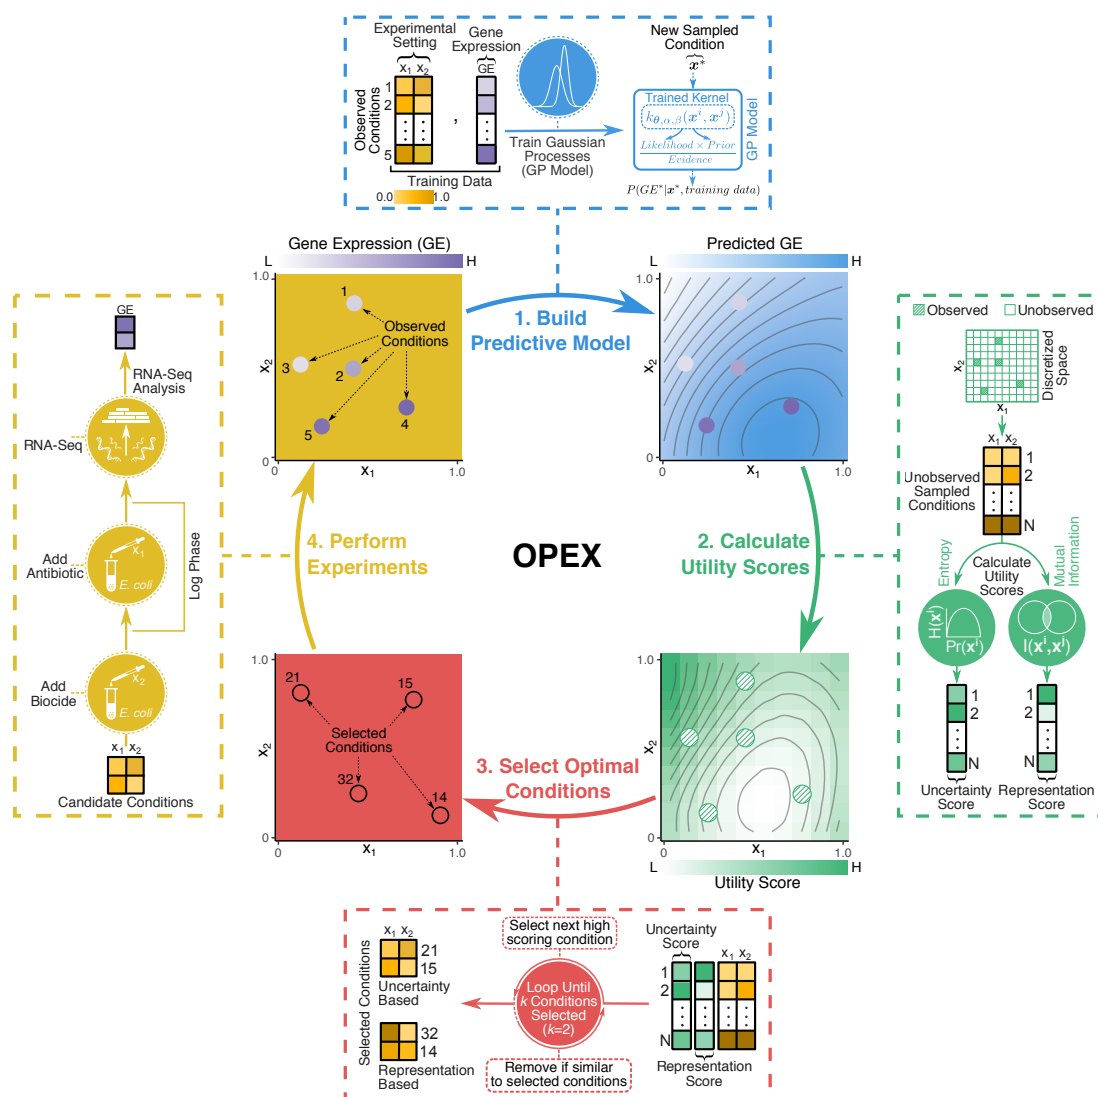 Experimental
Setting
Gene
Expression
x1 x2
GE
Observed
Conditions
1
2
5
,
Training Data
0.0
1.0
Train Gaussian
Processes
(GP Model)
New Sampled
Condition
x*
Trained Kernel
kθ,α,β(x^i, x^j)
Likelihood × Prior
Evidence
GP Model
P(GE*|x*, training data)
Gene Expression (GE)
L
H
1.0
x2
0
0
x1
1.0
1
2
3
4
5
Observed
Conditions
1. Build
Predictive Model
Predicted GE
L
H
1.0
x2
0
0
x1
1.0
GE
RNA-Seq
Analysis
RNA-Seq
Add
Antibiotic
x1
E. coli
Log Phase
Add
Biocide
x2
E. coli
x1 x2
Candidate Conditions
4. Perform
Experiments
OPEX
2. Calculate
Utility Scores
Observed
Unobserved
x2
x1
Discretized
Space
x1 x2
1
2
N
Unobserved
Sampled
Conditions
Calculate
Utility
Scores
Entropy
Mutual
Information
H(x^i)
Pr(x^i)
I(x^i,x^j)
1
2
N
1
2
N
Uncertainty
Score
Representation
Score
1.0
x2
0
0
x1
1.0
21
15
32
14
Selected
Conditions
3. Select Optimal
Conditions
1.0
x2
0
0
x1
1.0
L
H
Utility Score
Selected Conditions
x1 x2
21
15
Uncertainty
Based
32
14
Representation
Based
Select next high
scoring condition
Loop Until
k Conditions
Selected
(k=2)
Remove if similar
to selected conditions
Uncertainty
Score
x1 x2
1
2
N
Representation
Score